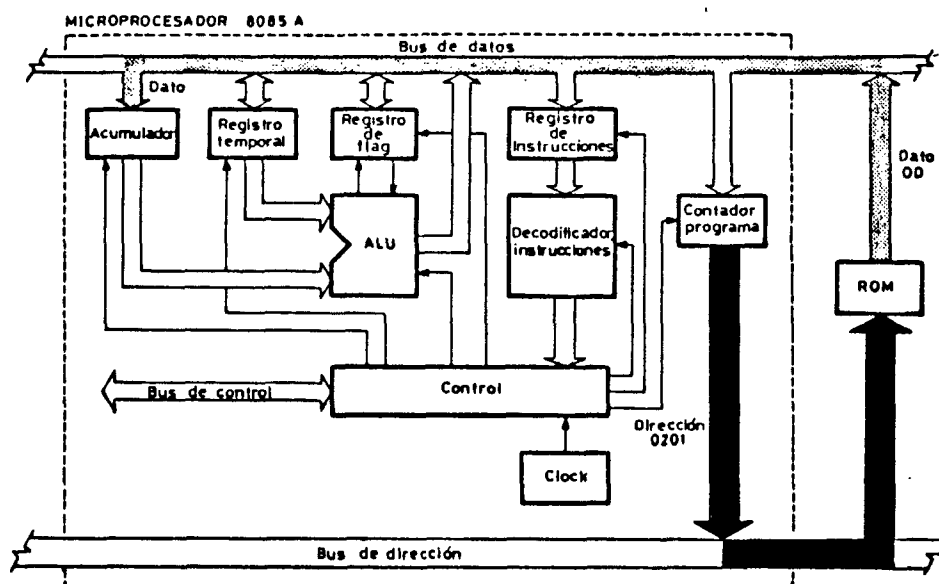 MICROPROCESADOR 8085 A
Bus de datos
Dato
Acumulador
Registro
temporal
Registro
de
flag
Registro
de
Instrucciones
Dato
00
ALU
Decodificador
instrucciones
Contador
programa
ROM
Bus de control
Control
Dirección
0201
Clock
Bus de dirección